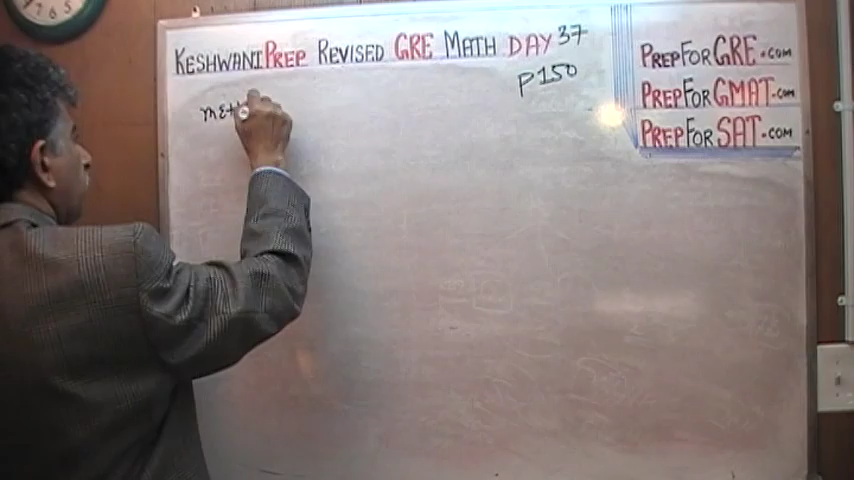 KESHWANIPREP REVISED GRE MATH DAY 37
P150
PREPFORGRE.COM
PREPFORGMAT.COM
PREPFORSAT.COM